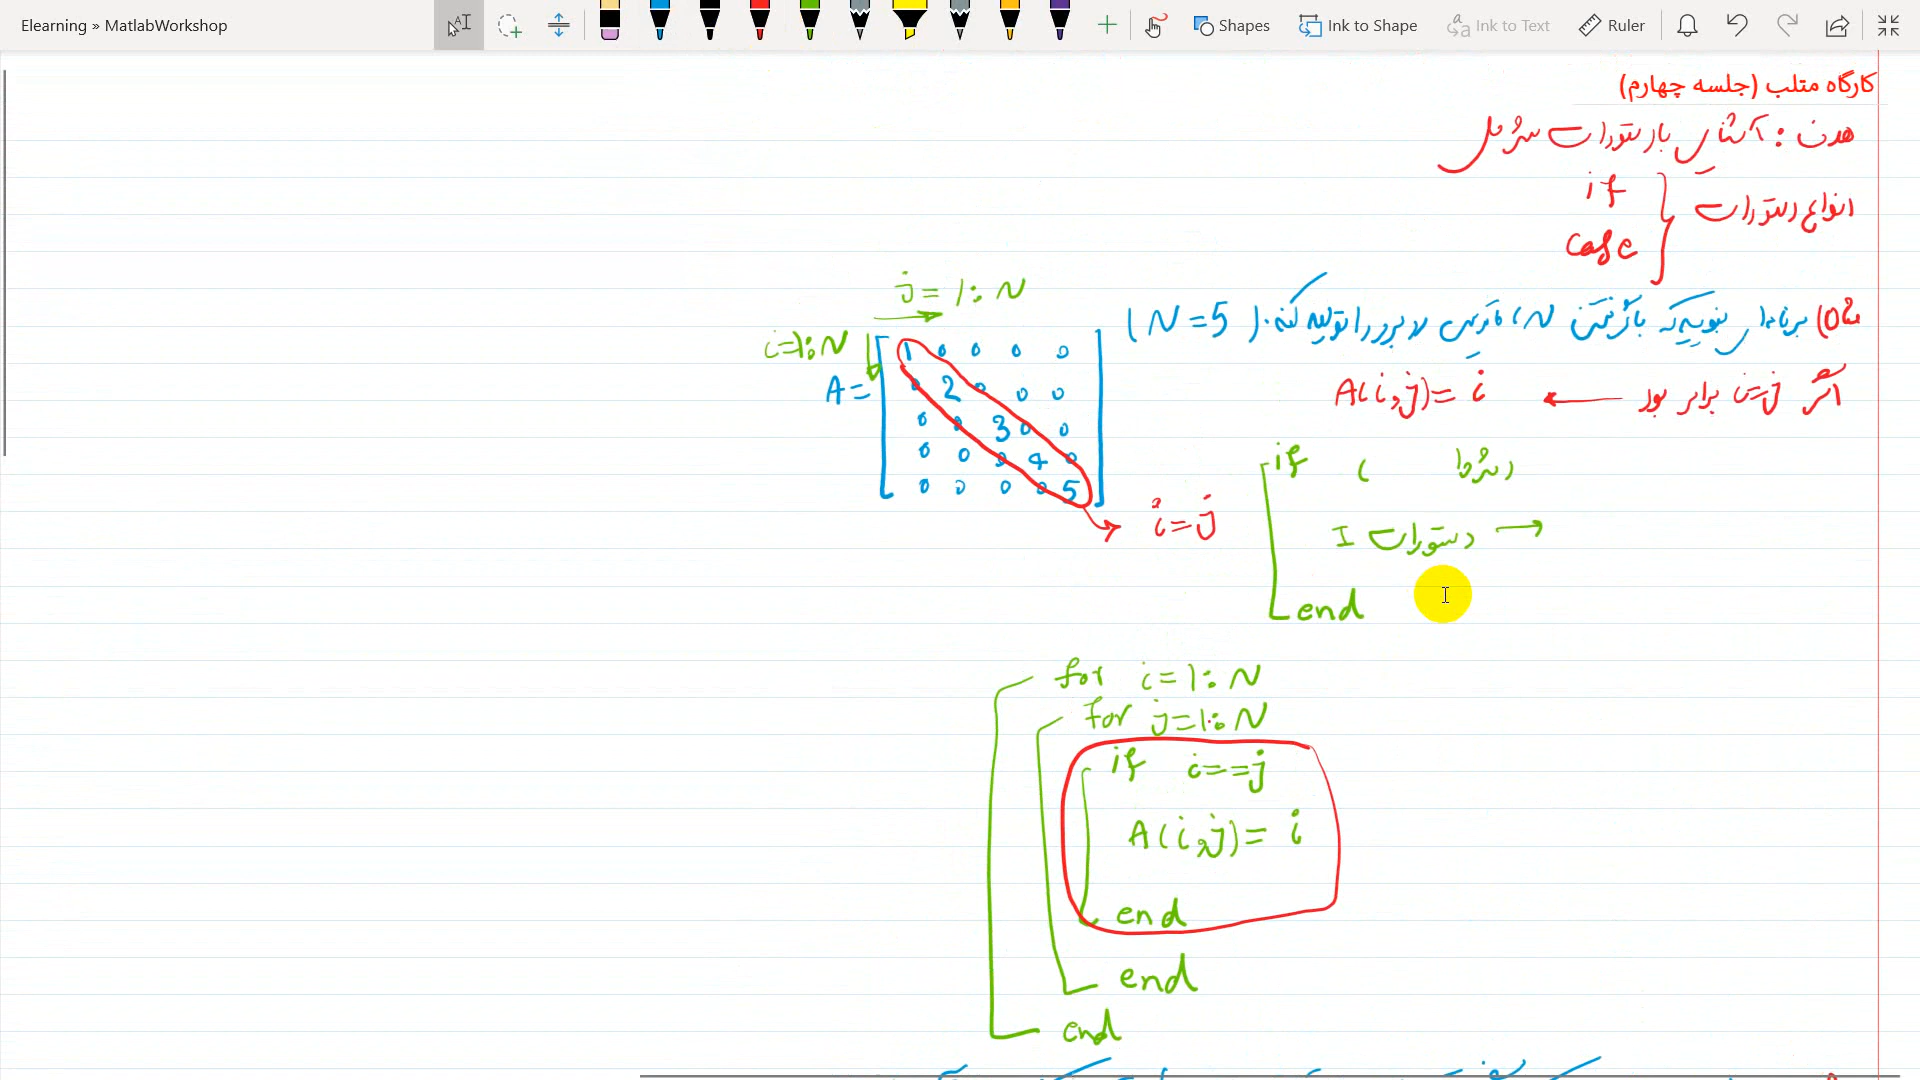 Elearning » MatlabWorkshop
Shapes
Ink to Shape
Ink to Text
Ruler
کارگاه متلب (جلسه چهارم)
هدف : آشنایی با دستورات شرطی
انواع دستورات
if
case
مثال) برنامه‌ای بنویسید که با گرفتن N، ماتریس زیر را تولید کند. (N=5)
j=1:N
i=1:N
A=
1 0 0 0 0
0 2 0 0 0
0 0 3 0 0
0 0 0 4 0
0 0 0 0 5
i=j
اگر i=j برابر بود ← A(i,j)=i
if ( شرط
دستورات I →
end
for i=1:N
for j=1:N
if i==j
A(i,j)=i
end
end
end